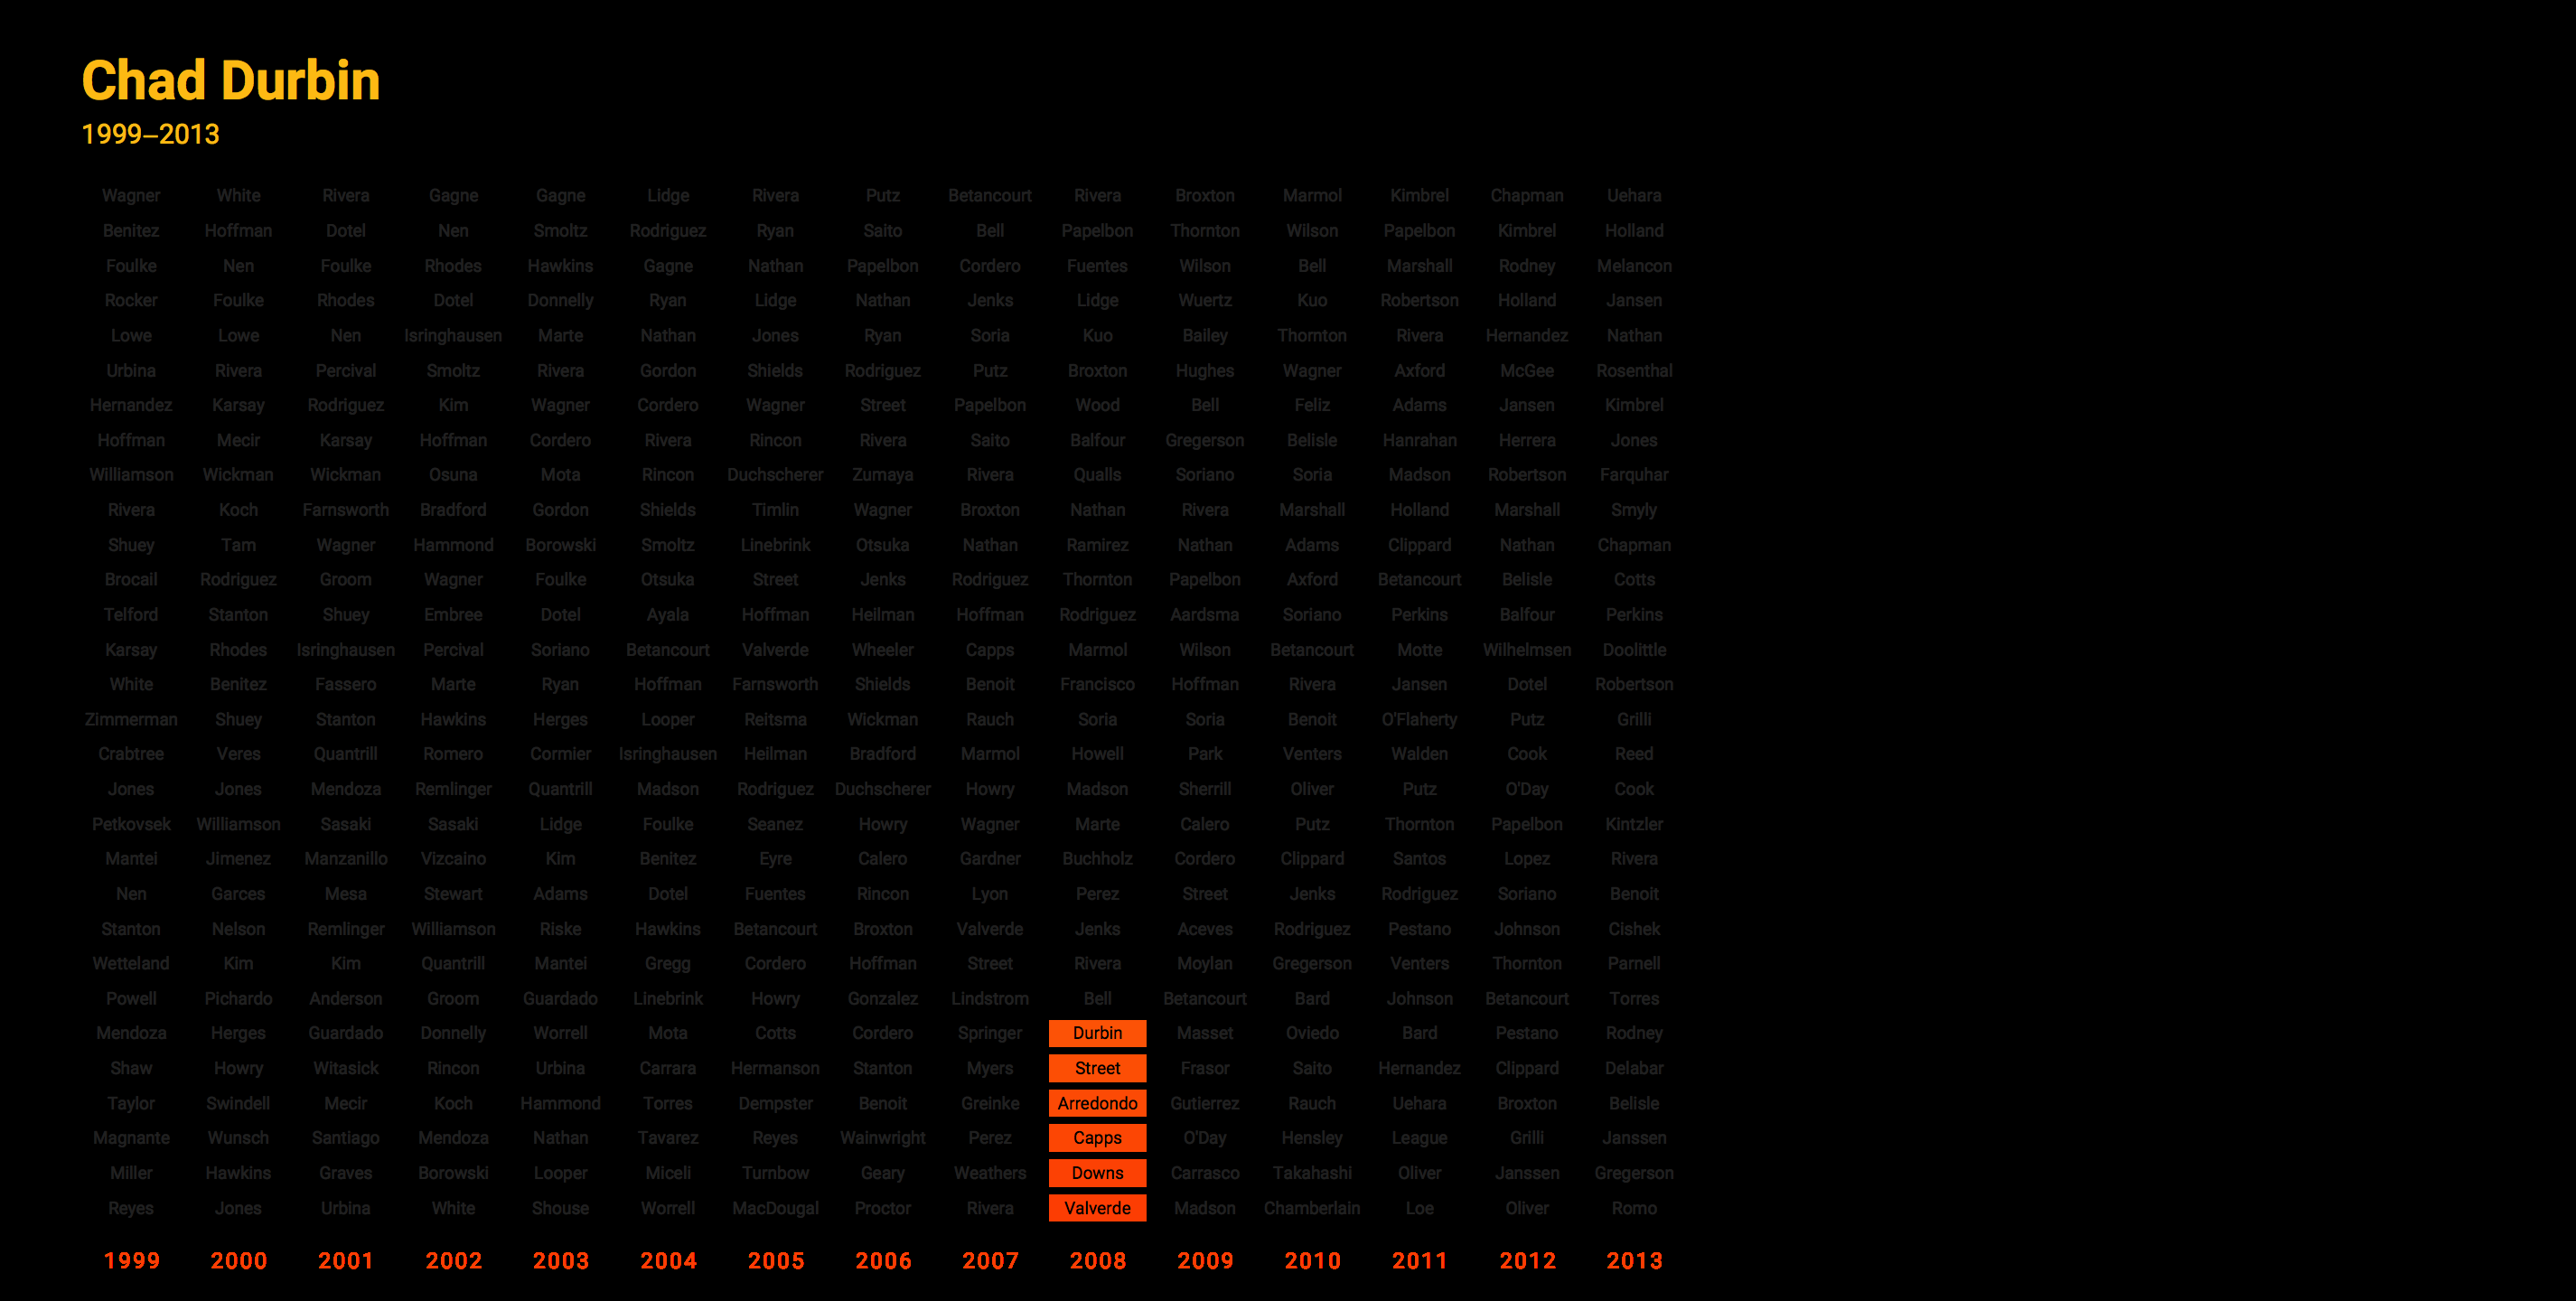 Chad Durbin
1999–2013
Wagner White Rivera Gagne Gagne Lidge Rivera Putz Betancourt Rivera Broxton Marmol Kimbrel Chapman Uehara
Benitez Hoffman Dotel Nen Smoltz Rodriguez Ryan Saito Bell Papelbon Thornton Wilson Papelbon Kimbrel Holland
Foulke Nen Foulke Rhodes Hawkins Gagne Nathan Papelbon Cordero Fuentes Wilson Bell Marshall Rodney Melancon
Rocker Foulke Rhodes Dotel Donnelly Ryan Lidge Nathan Jenks Lidge Wuertz Kuo Robertson Holland Jansen
Lowe Lowe Nen Isringhausen Marte Nathan Jones Ryan Soria Kuo Bailey Thornton Rivera Hernandez Nathan
Urbina Rivera Percival Smoltz Rivera Gordon Shields Rodriguez Putz Broxton Hughes Wagner Axford McGee Rosenthal
Hernandez Karsay Rodriguez Kim Wagner Cordero Wagner Street Papelbon Wood Bell Feliz Adams Jansen Kimbrel
Hoffman Mecir Karsay Hoffman Cordero Rivera Rincon Rivera Saito Balfour Gregerson Belisle Hanrahan Herrera Jones
Williamson Wickman Wickman Osuna Mota Rincon Duchscherer Zumaya Rivera Qualls Soriano Soria Madson Robertson Farquhar
Rivera Koch Farnsworth Bradford Gordon Shields Timlin Wagner Broxton Nathan Rivera Marshall Holland Marshall Smyly
Shuey Tam Wagner Hammond Borowski Smoltz Linebrink Otsuka Nathan Ramirez Nathan Adams Clippard Nathan Chapman
Brocail Rodriguez Groom Wagner Foulke Otsuka Street Jenks Rodriguez Thornton Papelbon Axford Betancourt Belisle Cotts
Telford Stanton Shuey Embree Dotel Ayala Hoffman Heilman Hoffman Rodriguez Aardsma Soriano Perkins Balfour Perkins
Karsay Rhodes Isringhausen Percival Soriano Betancourt Valverde Wheeler Capps Marmol Wilson Betancourt Motte Wilhelmsen Doolittle
White Benitez Fassero Marte Ryan Hoffman Farnsworth Shields Benoit Francisco Hoffman Rivera Jansen Dotel Robertson
Zimmerman Shuey Stanton Hawkins Herges Looper Reitsma Wickman Rauch Soria Soria Benoit O'Flaherty Putz Grilli
Crabtree Veres Quantrill Romero Cormier Isringhausen Heilman Bradford Marmol Howell Park Venters Walden Cook Reed
Jones Jones Mendoza Remlinger Quantrill Madson Rodriguez Duchscherer Howry Madson Sherrill Oliver Putz O'Day Cook
Petkovsek Williamson Sasaki Sasaki Lidge Foulke Seanez Howry Wagner Marte Calero Putz Thornton Papelbon Kintzler
Mantei Jimenez Manzanillo Vizcaino Kim Benitez Eyre Calero Gardner Buchholz Cordero Clippard Santos Lopez Rivera
Nen Garces Mesa Stewart Adams Dotel Fuentes Rincon Lyon Perez Street Jenks Rodriguez Soriano Benoit
Stanton Nelson Remlinger Williamson Riske Hawkins Betancourt Broxton Valverde Jenks Aceves Rodriguez Pestano Johnson Cishek
Wetteland Kim Kim Quantrill Mantei Gregg Cordero Hoffman Street Rivera Moylan Gregerson Venters Thornton Parnell
Powell Pichardo Anderson Groom Guardado Linebrink Howry Gonzalez Lindstrom Bell Betancourt Bard Johnson Betancourt Torres
Mendoza Herges Guardado Donnelly Worrell Mota Cotts Cordero Springer Durbin Masset Oviedo Bard Pestano Rodney
Shaw Howry Witasick Rincon Urbina Carrara Hermanson Stanton Myers Street Frasor Saito Hernandez Clippard Delabar
Taylor Swindell Mecir Koch Hammond Torres Dempster Benoit Greinke Arredondo Gutierrez Rauch Uehara Broxton Belisle
Magnante Wunsch Santiago Mendoza Nathan Tavarez Reyes Wainwright Perez Capps O'Day Hensley League Grilli Janssen
Miller Hawkins Graves Borowski Looper Miceli Turnbow Geary Weathers Downs Carrasco Takahashi Oliver Janssen Gregerson
Reyes Jones Urbina White Shouse Worrell MacDougal Proctor Rivera Valverde Madson Chamberlain Loe Oliver Romo
1999 2000 2001 2002 2003 2004 2005 2006 2007 2008 2009 2010 2011 2012 2013